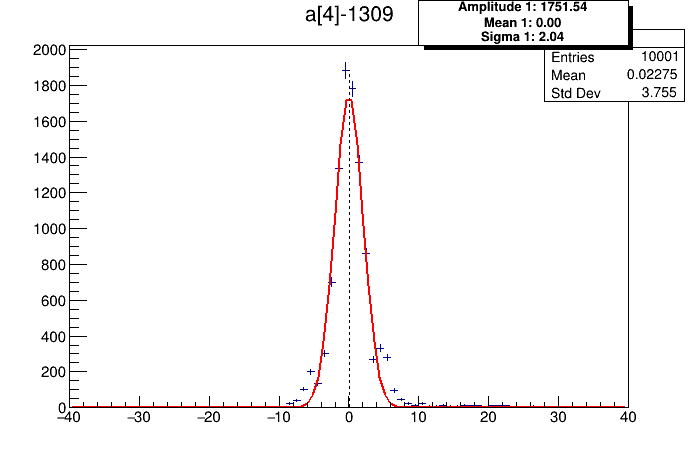 a[4]-1309
Amplitude 1: 1751.54
Mean 1: 0.00
Sigma 1: 2.04
Entries 10001
Mean 0.02275
Std Dev 3.755
2000
1800
1600
1400
1200
1000
800
600
400
200
0
−40 −30 −20 −10 0 10 20 30 40